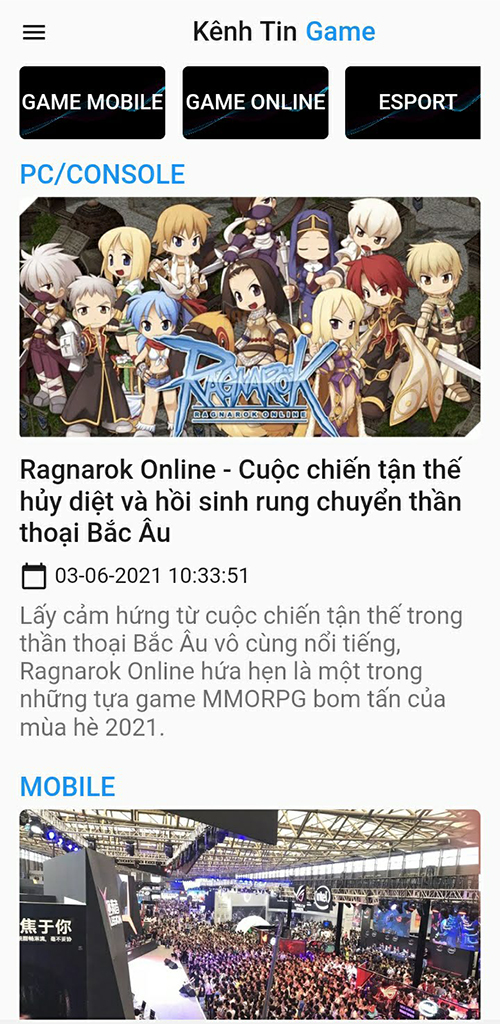 Kênh Tin Game
GAME MOBILE
GAME ONLINE
ESPORT
PC/CONSOLE
RAGNAROK
RAGNAROK ONLINE
Ragnarok Online - Cuộc chiến tận thế
hủy diệt và hồi sinh rung chuyển thần
thoại Bắc Âu
03-06-2021 10:33:51
Lấy cảm hứng từ cuộc chiến tận thế trong
thần thoại Bắc Âu vô cùng nổi tiếng,
Ragnarok Online hứa hẹn là một trong
những tựa game MMORPG bom tấn của
mùa hè 2021.
MOBILE
intel
焦于你